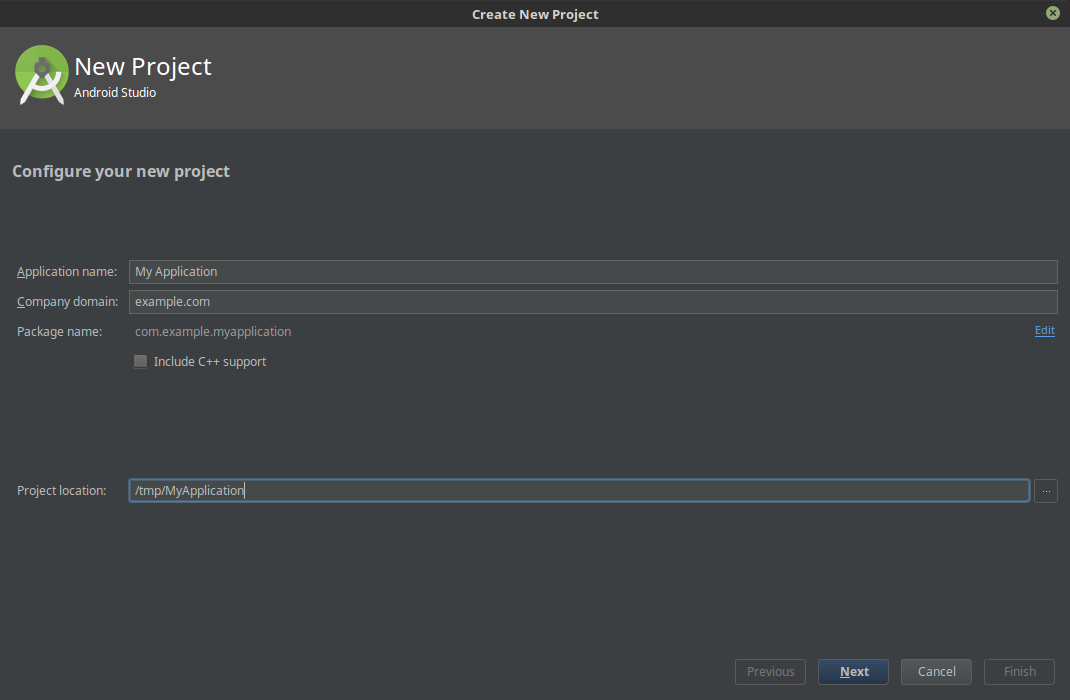 Create New Project
New Project
Android Studio
Configure your new project
Application name: My Application
Company domain: example.com
Package name: com.example.myapplication Edit
Include C++ support
Project location: /tmp/MyApplication ...
Previous Next Cancel Finish